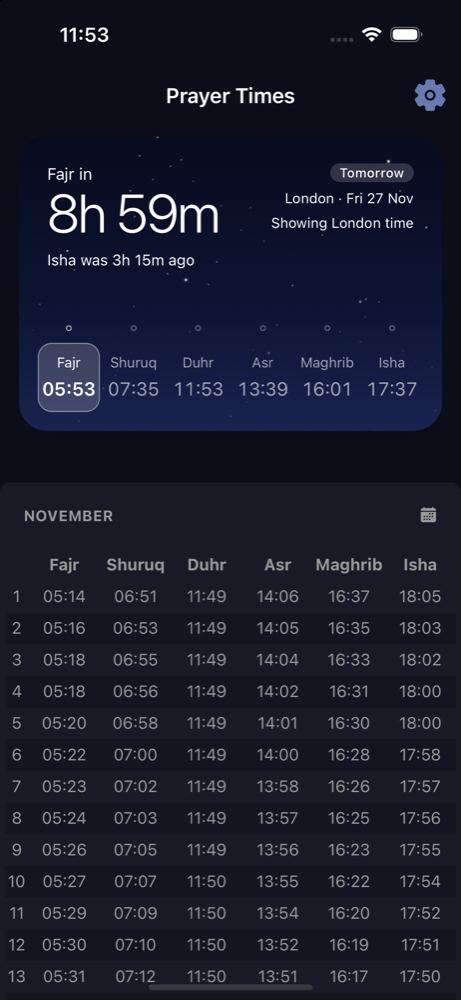 11:53
Prayer Times
Fajr in
8h 59m
Isha was 3h 15m ago
Tomorrow
London · Fri 27 Nov
Showing London time
Fajr Shuruq Duhr Asr Maghrib Isha
05:53 07:35 11:53 13:39 16:01 17:37
NOVEMBER
Fajr Shuruq Duhr Asr Maghrib Isha
1 05:14 06:51 11:49 14:06 16:37 18:05
2 05:16 06:53 11:49 14:05 16:35 18:03
3 05:18 06:55 11:49 14:04 16:33 18:02
4 05:18 06:56 11:49 14:02 16:31 18:00
5 05:20 06:58 11:49 14:01 16:30 18:00
6 05:22 07:00 11:49 14:00 16:28 17:58
7 05:23 07:02 11:49 13:58 16:26 17:57
8 05:24 07:03 11:49 13:57 16:25 17:56
9 05:26 07:05 11:49 13:56 16:23 17:55
10 05:27 07:07 11:50 13:55 16:22 17:54
11 05:29 07:09 11:50 13:54 16:20 17:52
12 05:30 07:10 11:50 13:52 16:19 17:51
13 05:31 07:12 11:50 13:51 16:17 17:50